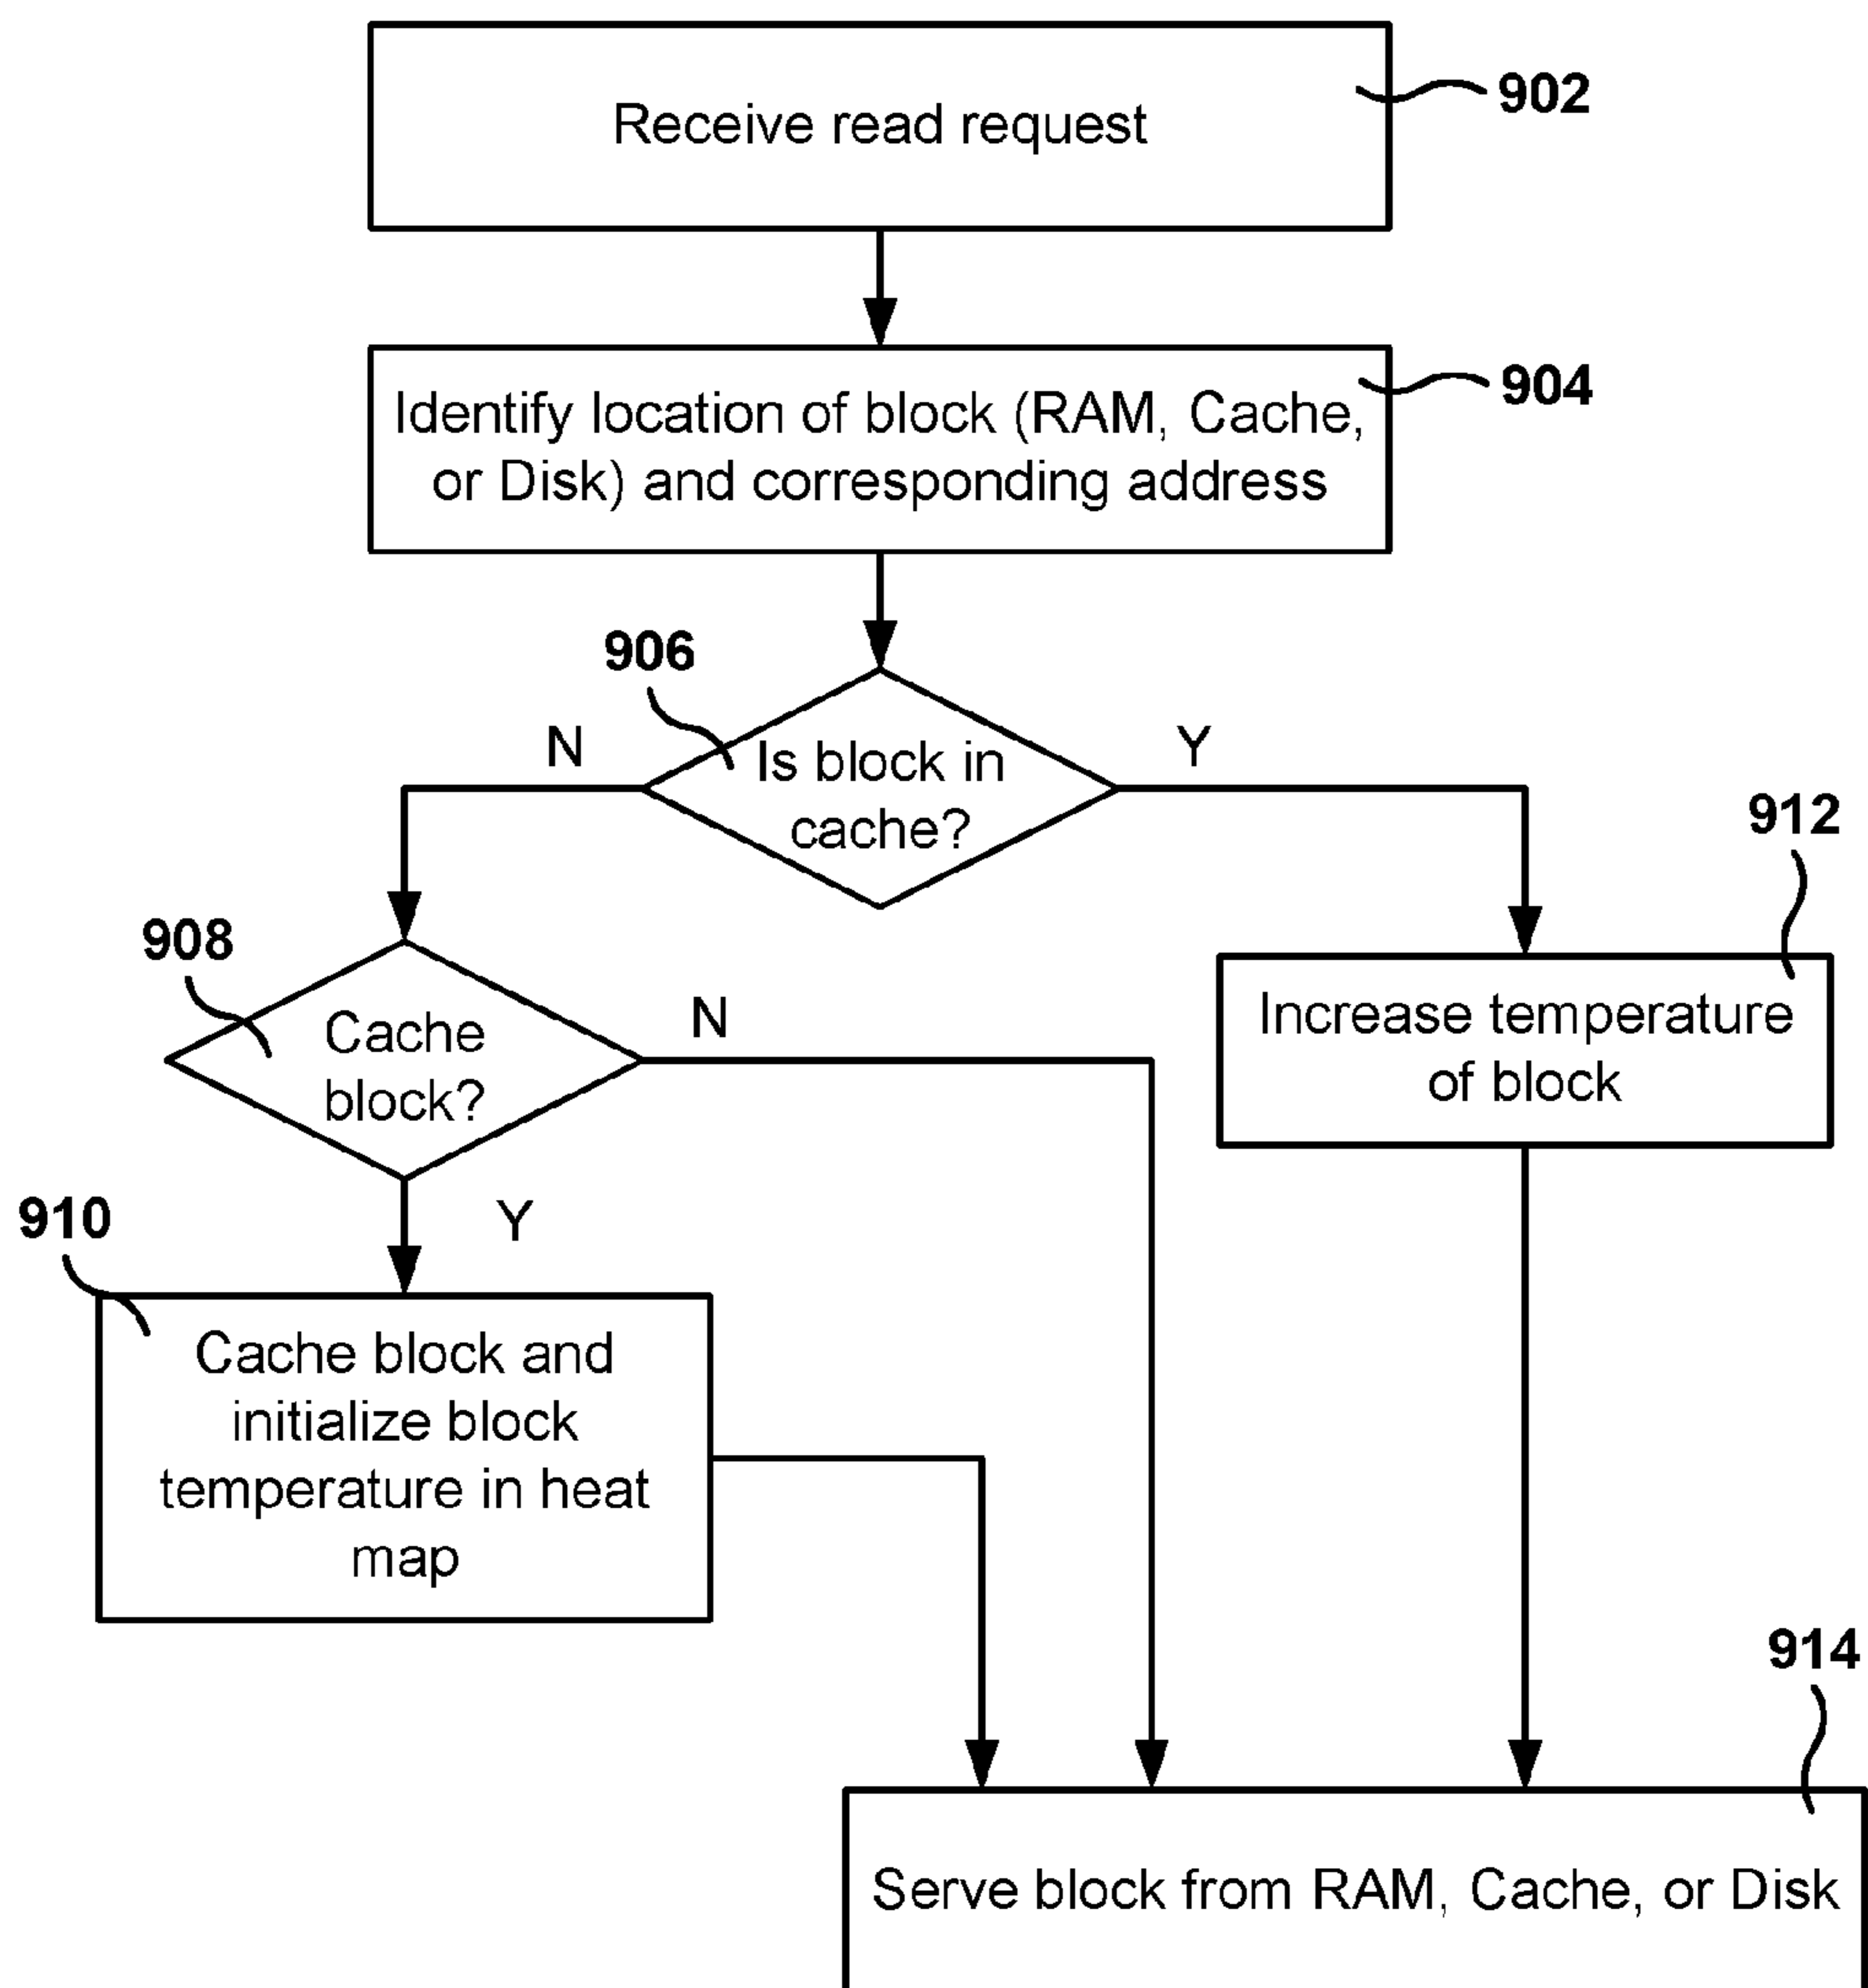 Receive read request
902
Identify location of block (RAM, Cache,
or Disk) and corresponding address
904
906
N
Is block in
cache?
Y
912
908
Cache
block?
N
Increase temperature
of block
910
Y
Cache block and
initialize block
temperature in heat
map
914
Serve block from RAM, Cache, or Disk